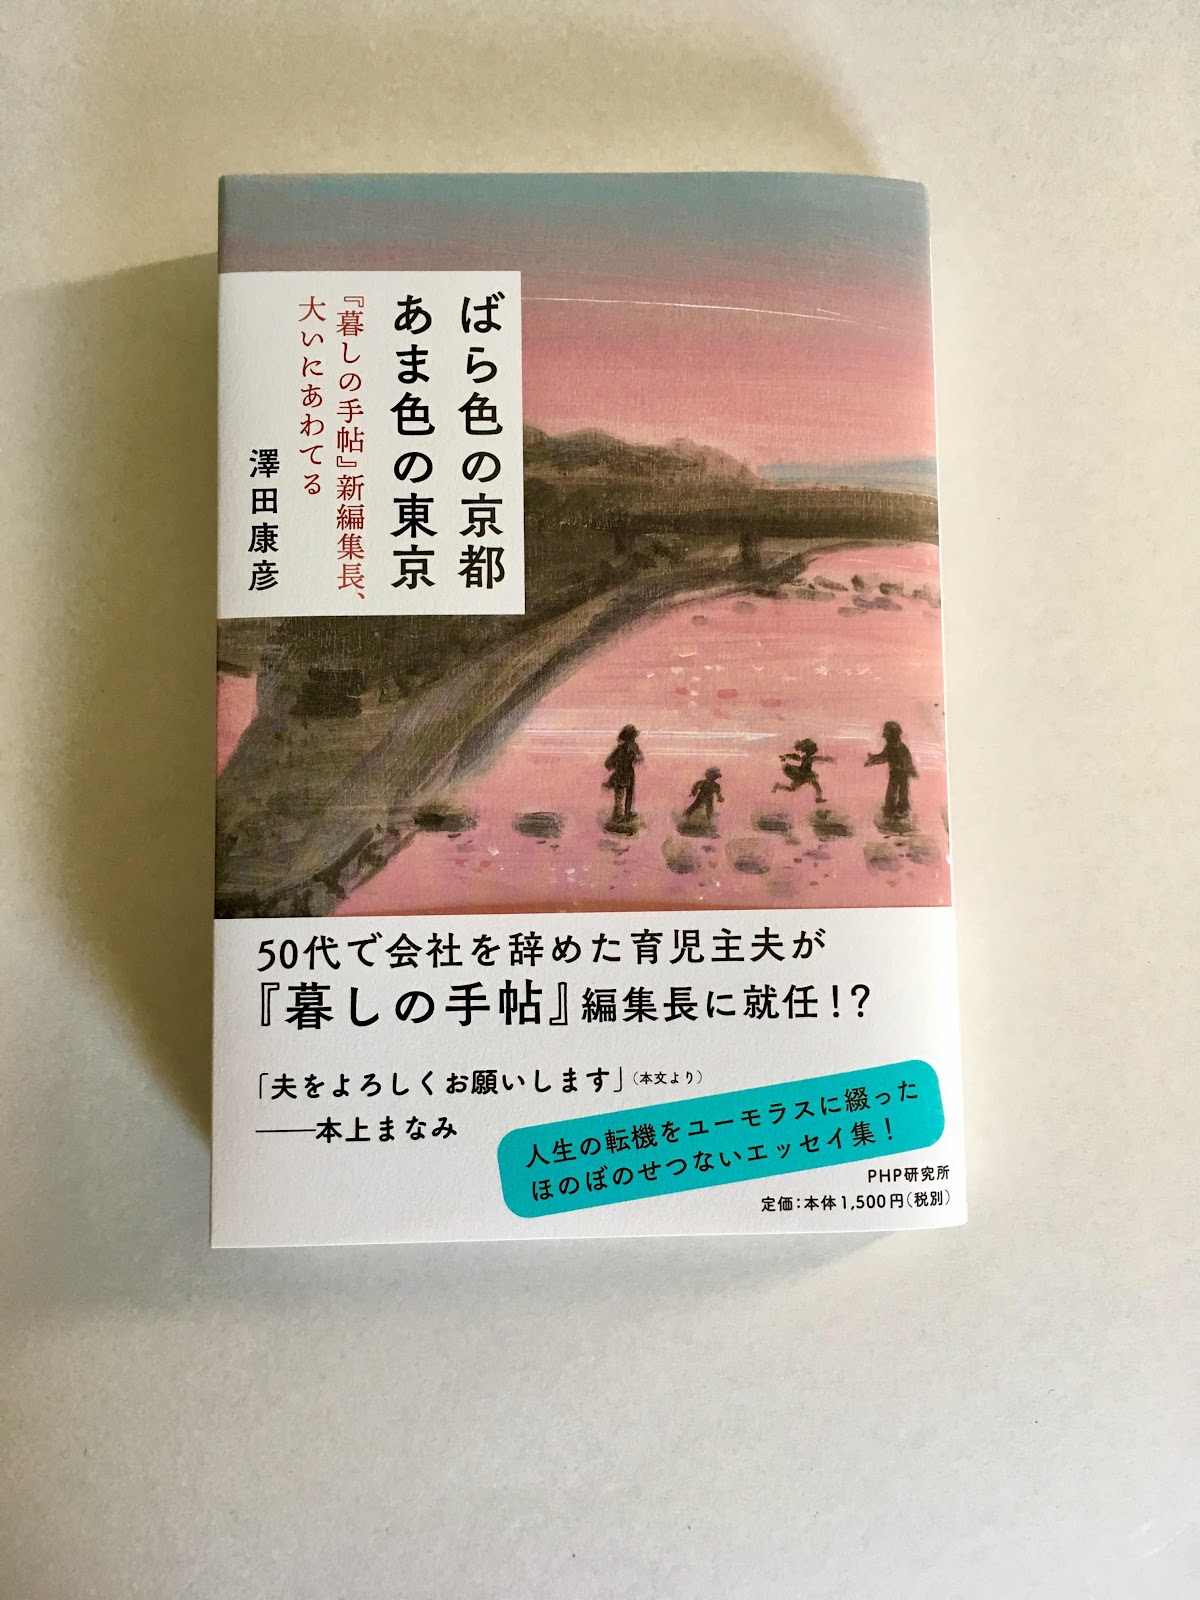 ばら色の京都
あま色の東京
『暮しの手帖』新編集長、
大いにあわてる
澤田康彦
50代で会社を辞めた育児主夫が
『暮しの手帖』編集長に就任！？
「夫をよろしくお願いします」（本文より）
――本上まなみ
人生の転機をユーモラスに綴った
ほのぼのせつないエッセイ集！
PHP研究所
定価：本体1,500円（税別）